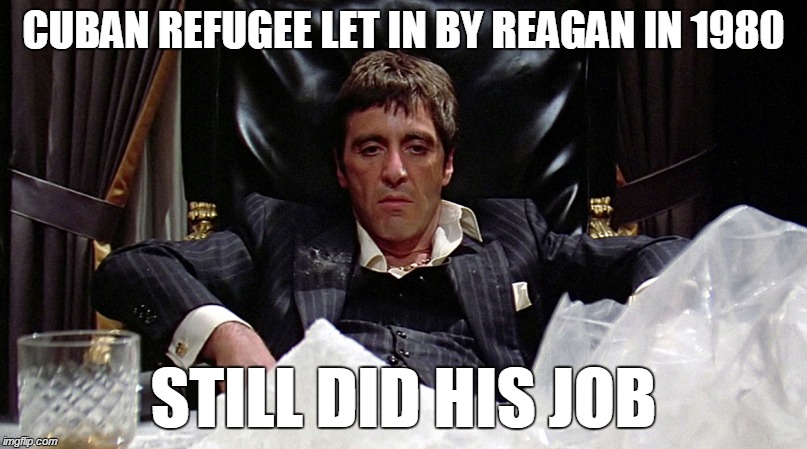 CUBAN REFUGEE LET IN BY REAGAN IN 1980
STILL DID HIS JOB
imgflip.com